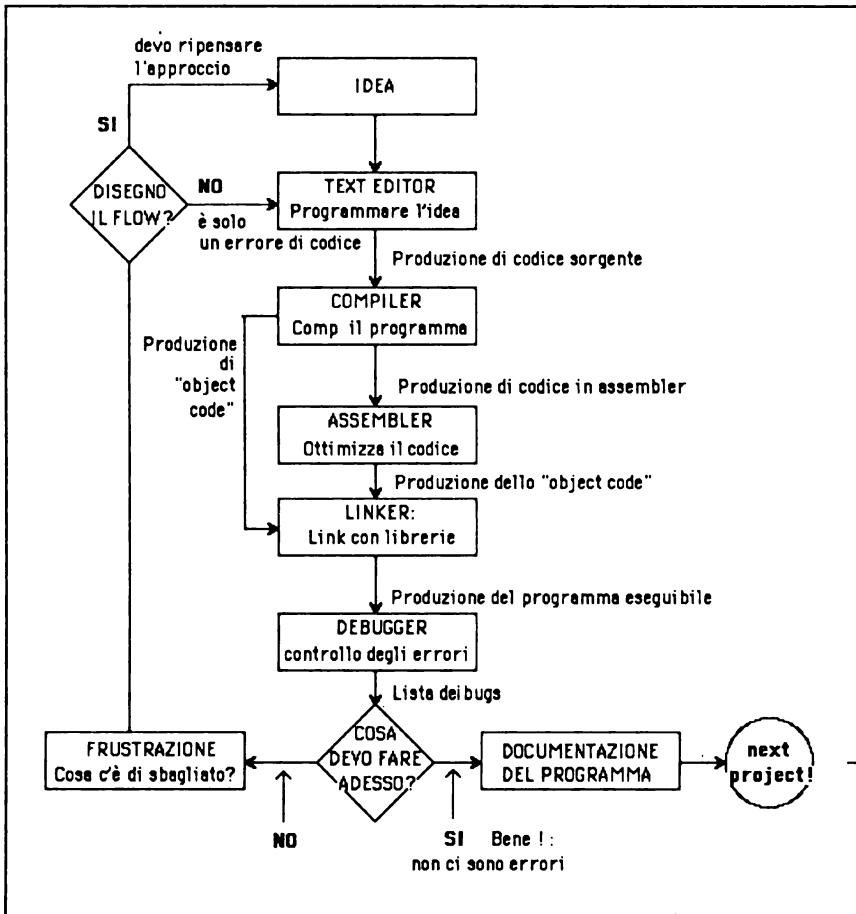 devo ripensare
l'approccio
IDEA
SI
DISEGNO
IL FLOW?
NO
è solo
un errore di codice
TEXT EDITOR
Programmare l'idea
Produzione di codice sorgente
COMPILER
Comp il programma
Produzione
di
"object
code"
Produzione di codice in assembler
ASSEMBLER
Ottimizza il codice
Produzione dello "object code"
LINKER:
Link con librerie
Produzione del programma eseguibile
DEBUGGER
controllo degli errori
Lista dei bugs
COSA
DEVO FARE
ADESSO?
FRUSTRAZIONE
Cosa c'è di sbagliato?
DOCUMENTAZIONE
DEL PROGRAMMA
next
project!
NO
SI Bene ! :
non ci sono errori